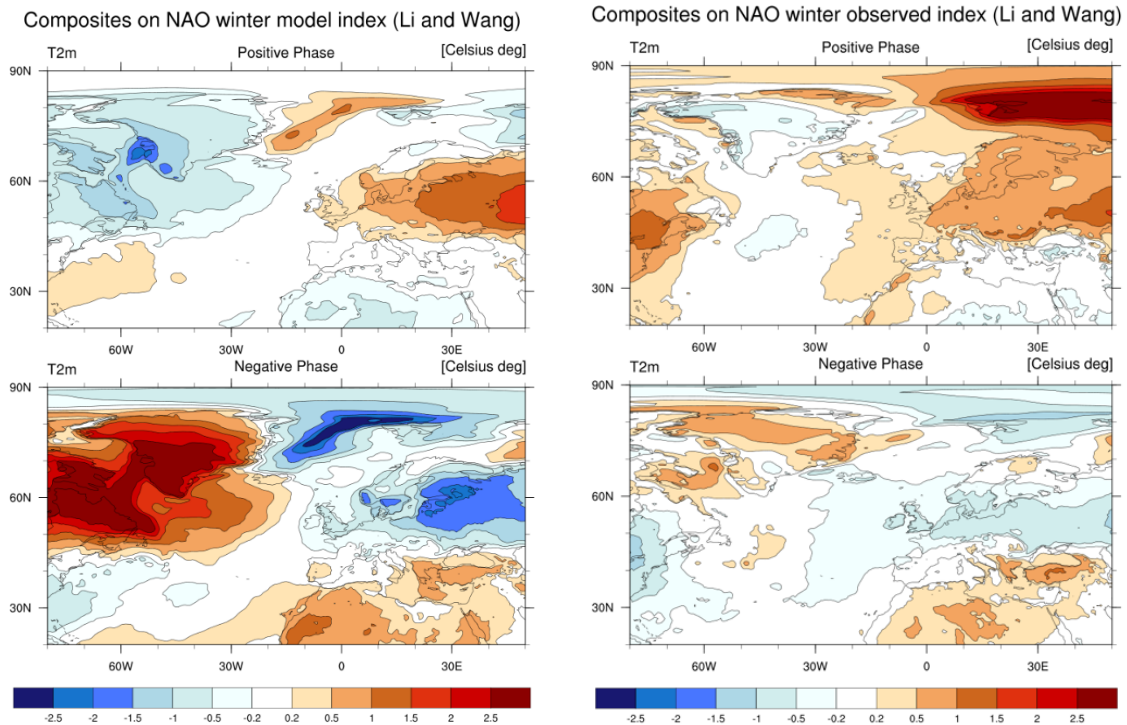 Composites on NAO winter model index (Li and Wang)
T2m Positive Phase [Celsius deg]
90N
60N
30N
60W 30W 0 30E
T2m Negative Phase [Celsius deg]
90N
60N
30N
60W 30W 0 30E
-2.5 -2 -1.5 -1 -0.5 -0.2 0.2 0.5 1 1.5 2 2.5
Composites on NAO winter observed index (Li and Wang)
T2m Positive Phase [Celsius deg]
90N
60N
30N
60W 30W 0 30E
T2m Negative Phase [Celsius deg]
90N
60N
30N
60W 30W 0 30E
-2.5 -2 -1.5 -1 -0.5 -0.2 0.2 0.5 1 1.5 2 2.5